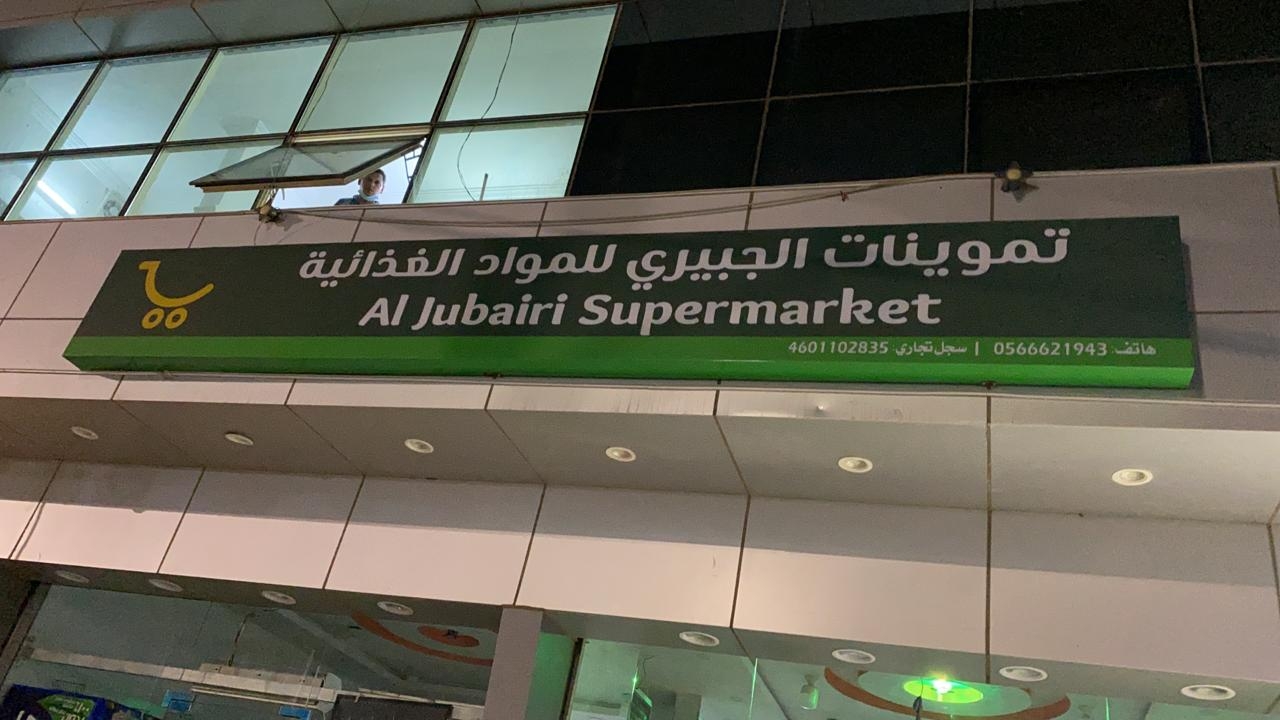 تموينات الجبيري للمواد الغذائية
Al Jubairi Supermarket
هاتف: 0566621943 | سجل تجاري: 4601102835